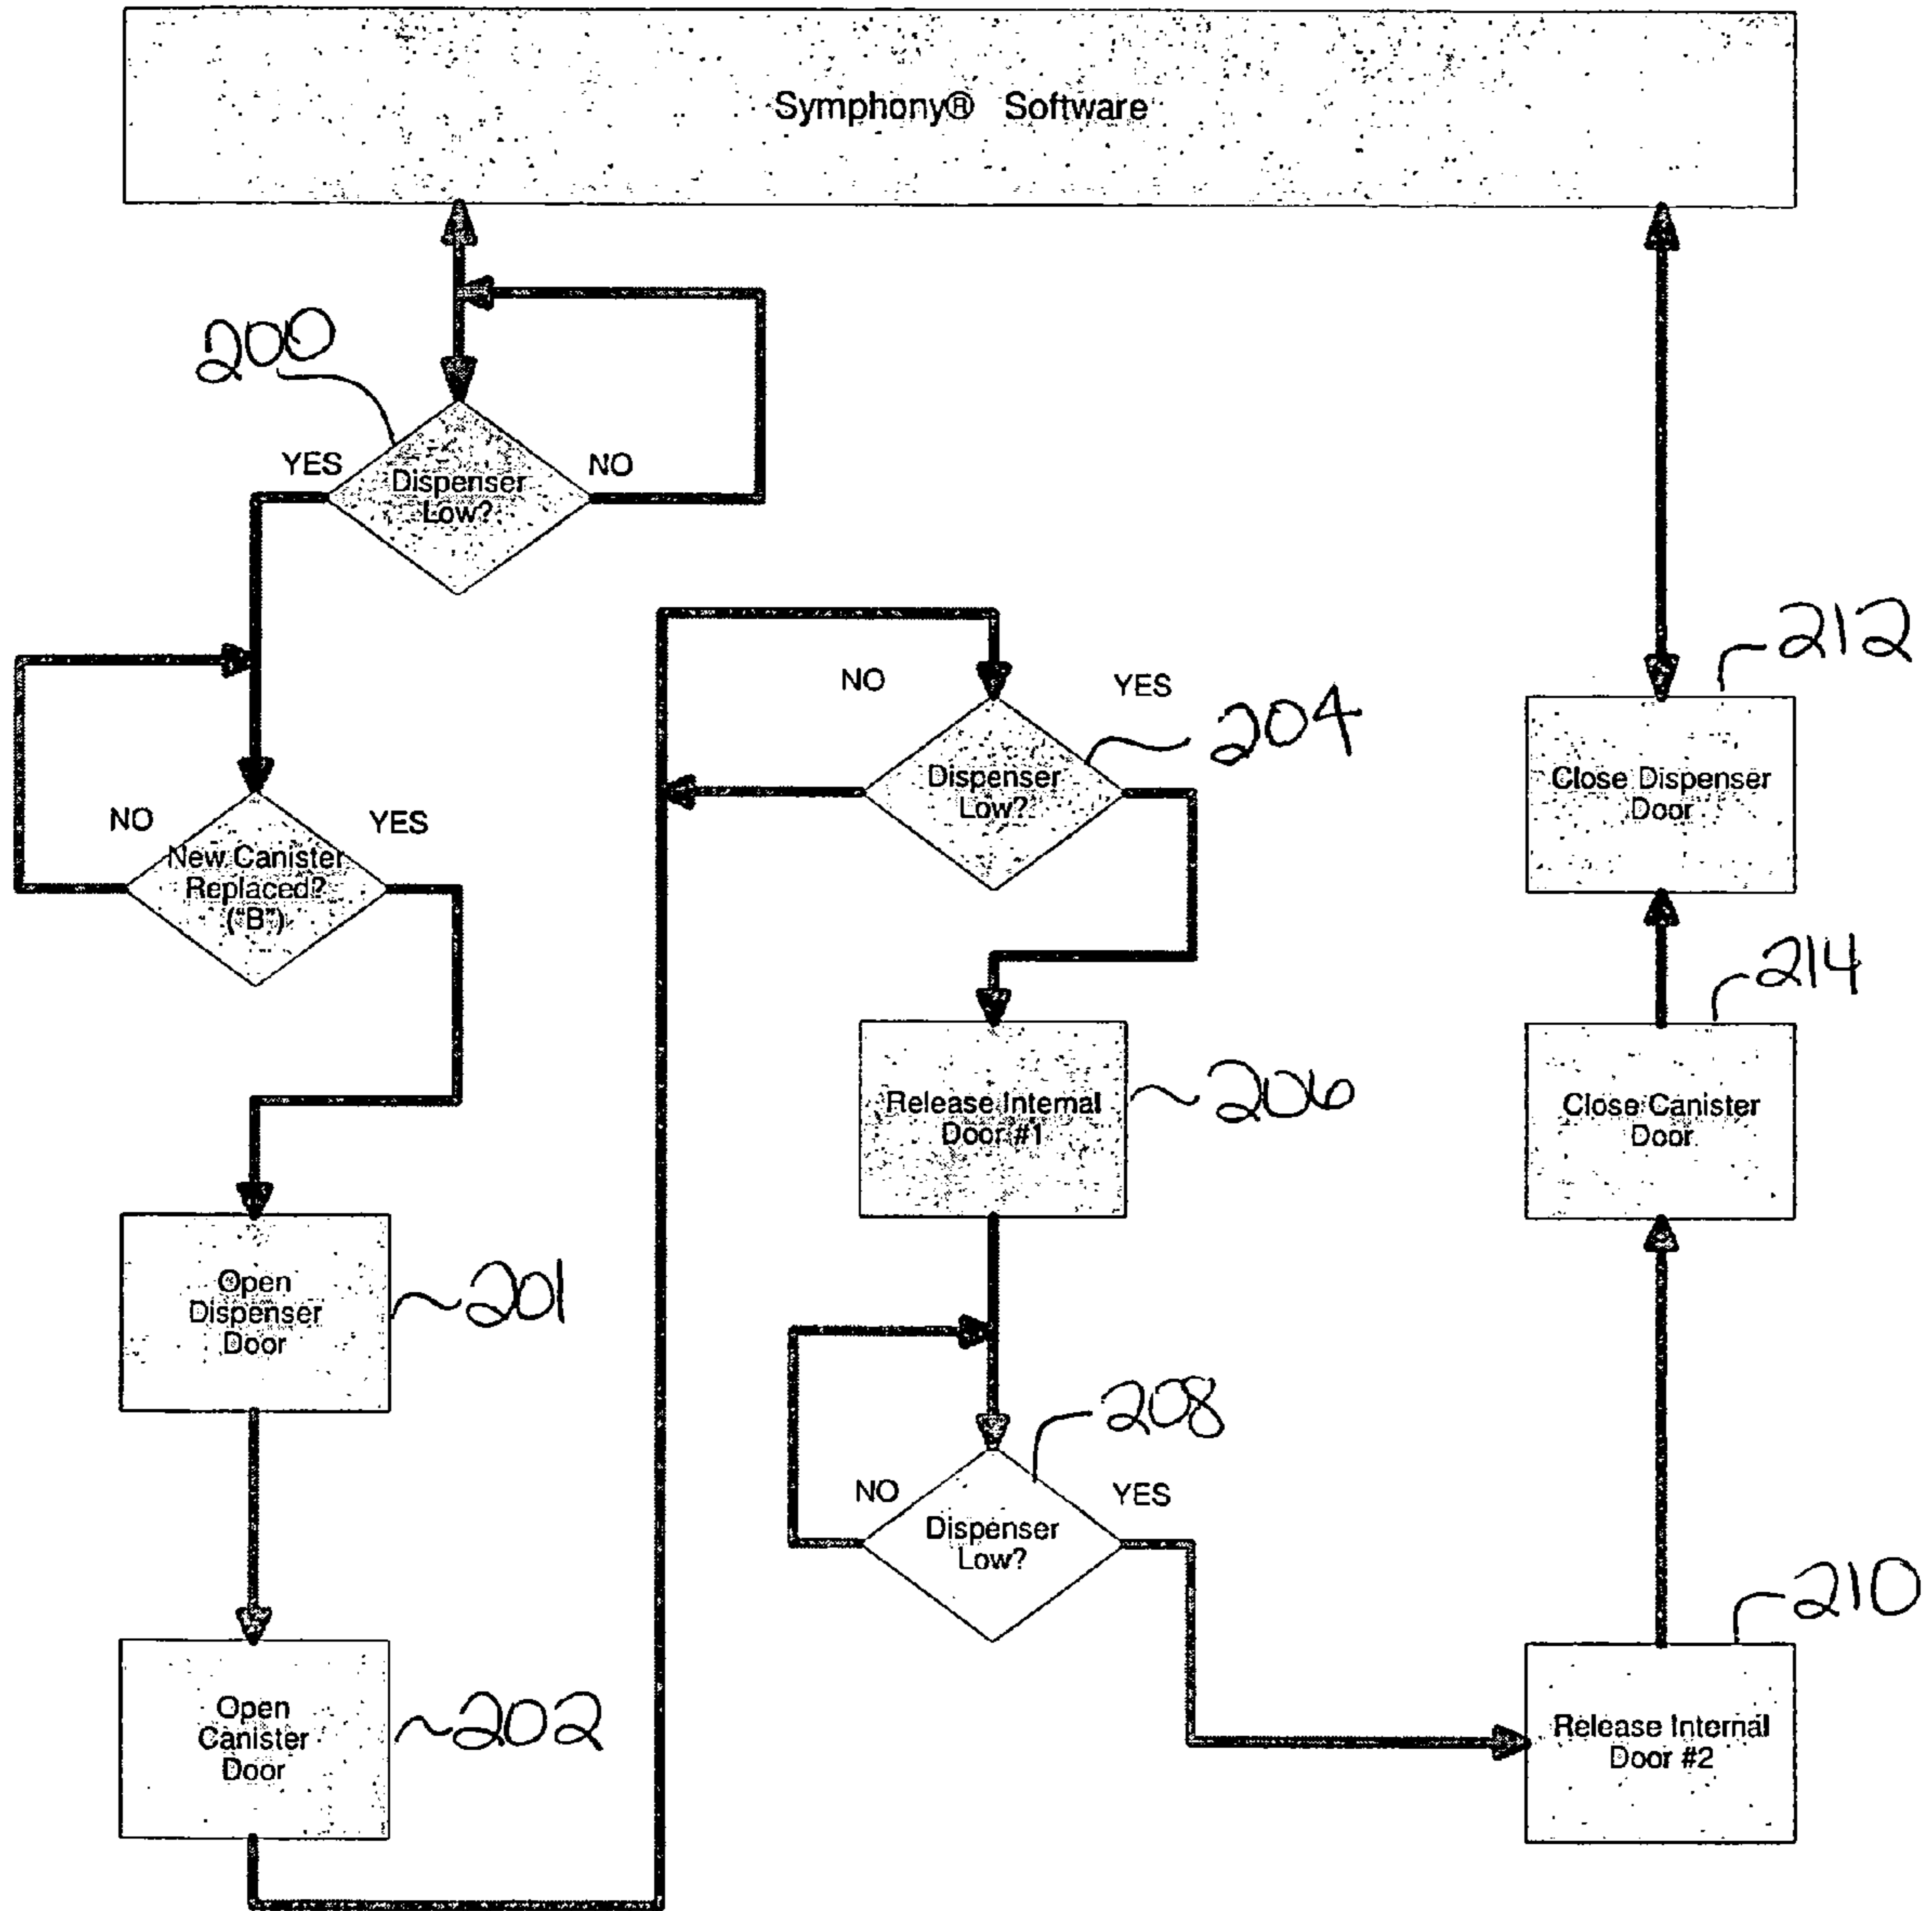 Symphony® Software
200
YES
NO
Dispenser
Low?
NO
YES
New Canister
Replaced?
("B")
Open
Dispenser
Door
201
Open
Canister
Door
202
NO
YES
204
Dispenser
Low?
Release Internal
Door #1
206
208
NO
YES
Dispenser
Low?
212
Close Dispenser
Door
214
Close Canister
Door
210
Release Internal
Door #2